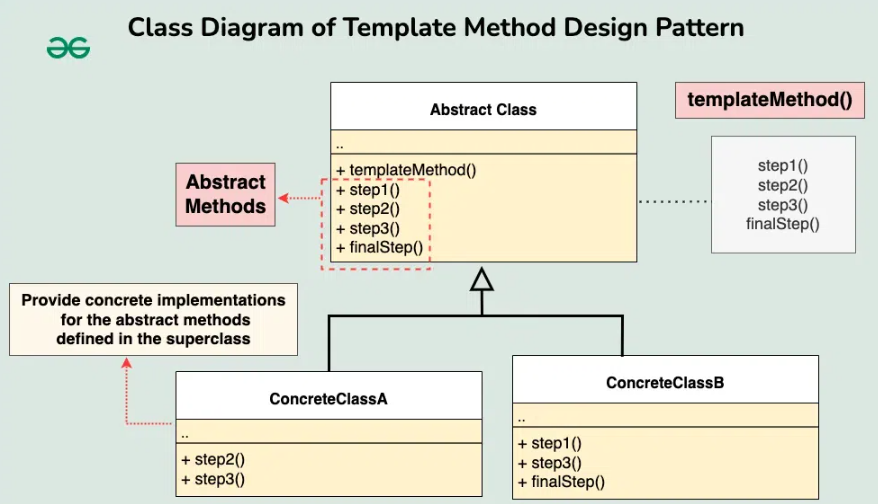 Class Diagram of Template Method Design Pattern
Abstract Class
..
+ templateMethod()
+ step1()
+ step2()
+ step3()
+ finalStep()
templateMethod()
step1()
step2()
step3()
finalStep()
Abstract
Methods
Provide concrete implementations
for the abstract methods
defined in the superclass
ConcreteClassA
..
+ step2()
+ step3()
ConcreteClassB
..
+ step1()
+ step3()
+ finalStep()